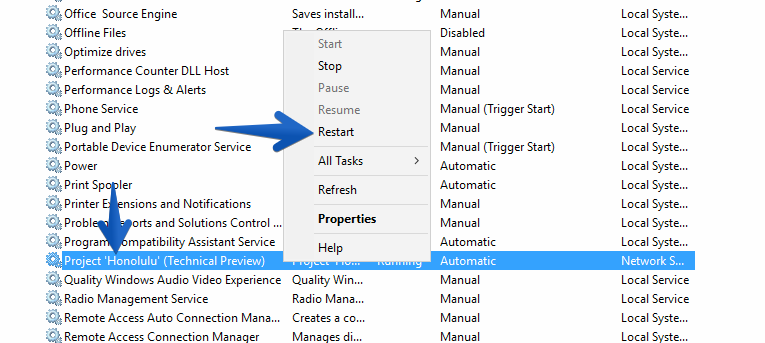 Office Source Engine Saves install... Manual Local Syste...
Offline Files Disabled Local Syste...
Start
Optimize drives Manual Local Syste...
Stop
Performance Counter DLL Host Manual Local Service
Performance Logs & Alerts Pause Manual Local Service
Phone Service Resume Manual (Trigger Start) Local Service
Plug and Play Restart Manual Local Syste...
Portable Device Enumerator Service Manual (Trigger Start) Local Syste...
Power All Tasks Automatic Local Syste...
Print Spooler Refresh Automatic Local Syste...
Printer Extensions and Notifications Manual Local Syste...
Problem Reports and Solutions Control ... Properties Manual Local Syste...
Program Compatibility Assistant Service Help Automatic Local Syste...
Project 'Honolulu' (Technical Preview) Project 'Ho... Running Automatic Network S...
Quality Windows Audio Video Experience Quality Win... Manual Local Service
Radio Management Service Radio Mana... Manual Local Service
Remote Access Auto Connection Mana... Creates a co... Manual Local Syste...
Remote Access Connection Manager Manages di... Manual Local Syste...